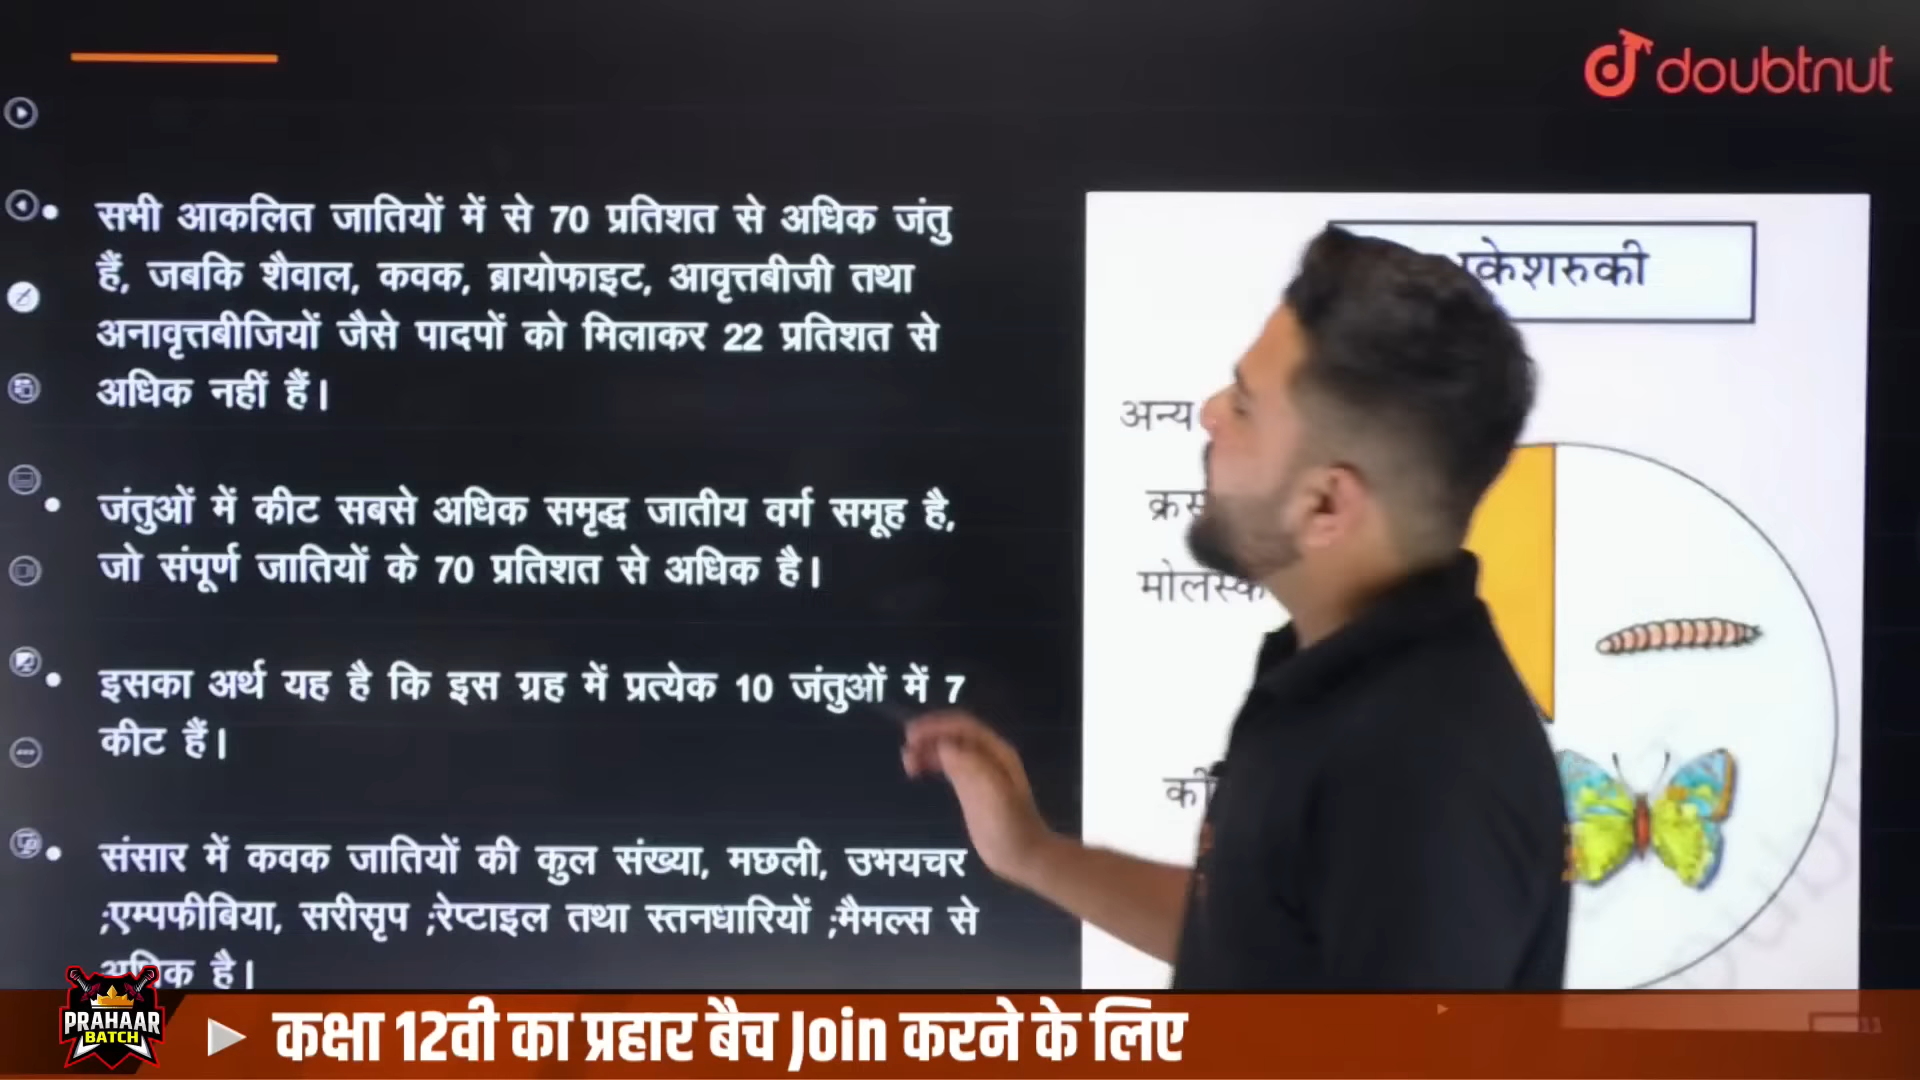 doubtnut
सभी आकलित जातियों में से 70 प्रतिशत से अधिक जंतु
हैं, जबकि शैवाल, कवक, ब्रायोफाइट, आवृत्तबीजी तथा
अनावृत्तबीजियों जैसे पादपों को मिलाकर 22 प्रतिशत से
अधिक नहीं हैं।
जंतुओं में कीट सबसे अधिक समृद्ध जातीय वर्ग समूह है,
जो संपूर्ण जातियों के 70 प्रतिशत से अधिक है।
इसका अर्थ यह है कि इस ग्रह में प्रत्येक 10 जंतुओं में 7
कीट हैं।
संसार में कवक जातियों की कुल संख्या, मछली, उभयचर
;एम्पफीबिया, सरीसृप ;रेप्टाइल तथा स्तनधारियों ;मैमल्स से
अधिक है।
अन्य
PRAHAAR
BATCH
कक्षा 12वी का प्रहार बैच Join करने के लिए